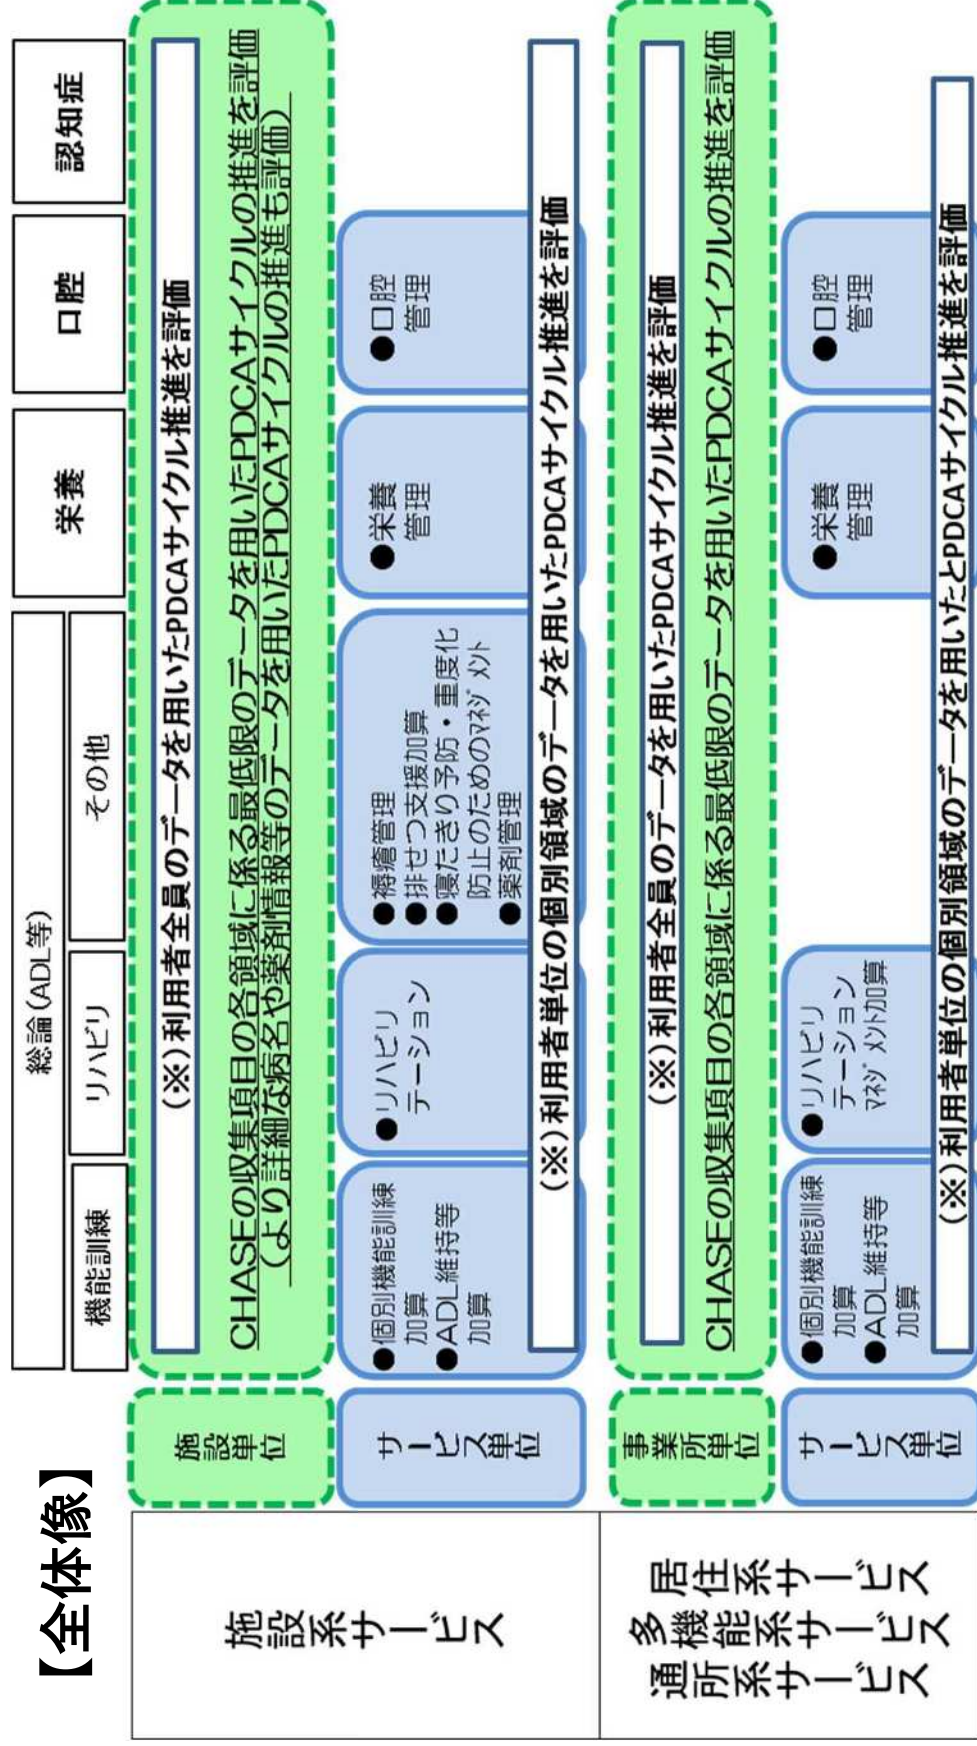 【全体像】
総論(ADL等)
機能訓練
リハビリ
その他
栄養
口腔
認知症
施設系サービス
施設単位
(※)利用者全員のデータを用いたPDCAサイクル推進を評価
CHASEの収集項目の各領域に係る最低限のデータを用いたPDCAサイクルの推進を評価
(より詳細な病名や薬剤情報等のデータを用いたPDCAサイクルの推進も評価)
サービス単位
●個別機能訓練
加算
●ADL維持等
加算
●リハビリ
テーション
●褥瘡管理
●排せつ支援加算
●寝たきり予防・重度化
防止のためのマネジメント
●薬剤管理
●栄養
管理
●口腔
管理
(※)利用者単位の個別領域のデータを用いたPDCAサイクル推進を評価
通所系サービス
多機能系サービス
居住系サービス
事業所単位
(※)利用者全員のデータを用いたPDCAサイクル推進を評価
CHASEの収集項目の各領域に係る最低限のデータを用いたPDCAサイクルの推進を評価
サービス単位
●個別機能訓練
加算
●ADL維持等
加算
●リハビリ
テーション
マネジメント加算
●栄養
管理
●口腔
管理
(※)利用者単位の個別領域のデータを用いたとPDCAサイクル推進を評価